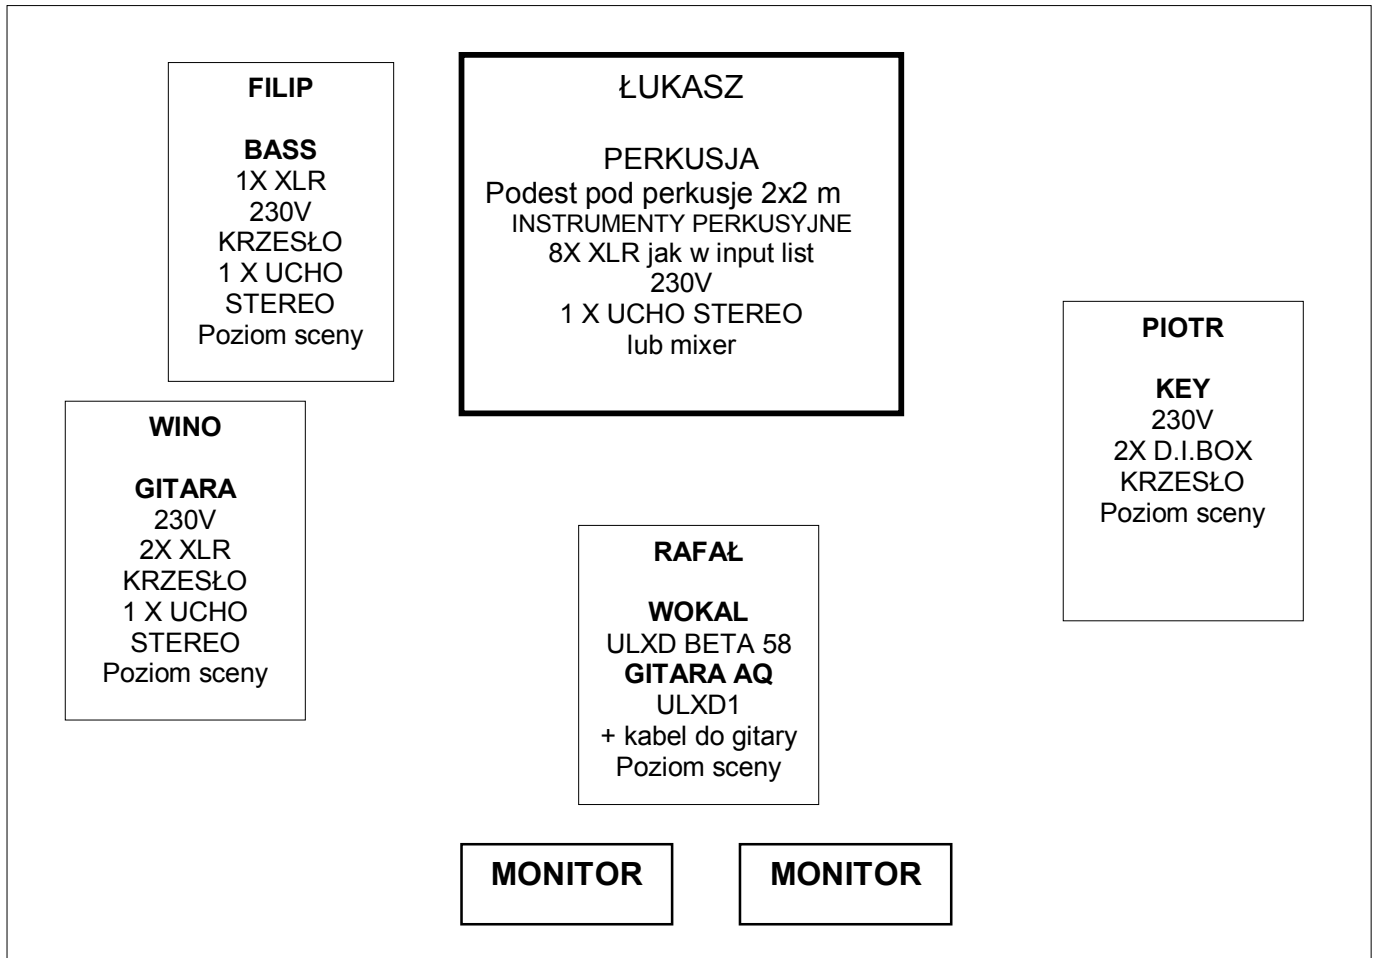 FILIP
BASS
1X XLR
230V
KRZESŁO
1 X UCHO
STEREO
Poziom sceny
ŁUKASZ
PERKUSJA
Podest pod perkusje 2x2 m
INSTRUMENTY PERKUSYJNE
8X XLR jak w input list
230V
1 X UCHO STEREO
lub mixer
PIOTR
KEY
230V
2X D.I.BOX
KRZESŁO
Poziom sceny
WINO
GITARA
230V
2X XLR
KRZESŁO
1 X UCHO
STEREO
Poziom sceny
RAFAŁ
WOKAL
ULXD BETA 58
GITARA AQ
ULXD1
+ kabel do gitary
Poziom sceny
MONITOR
MONITOR